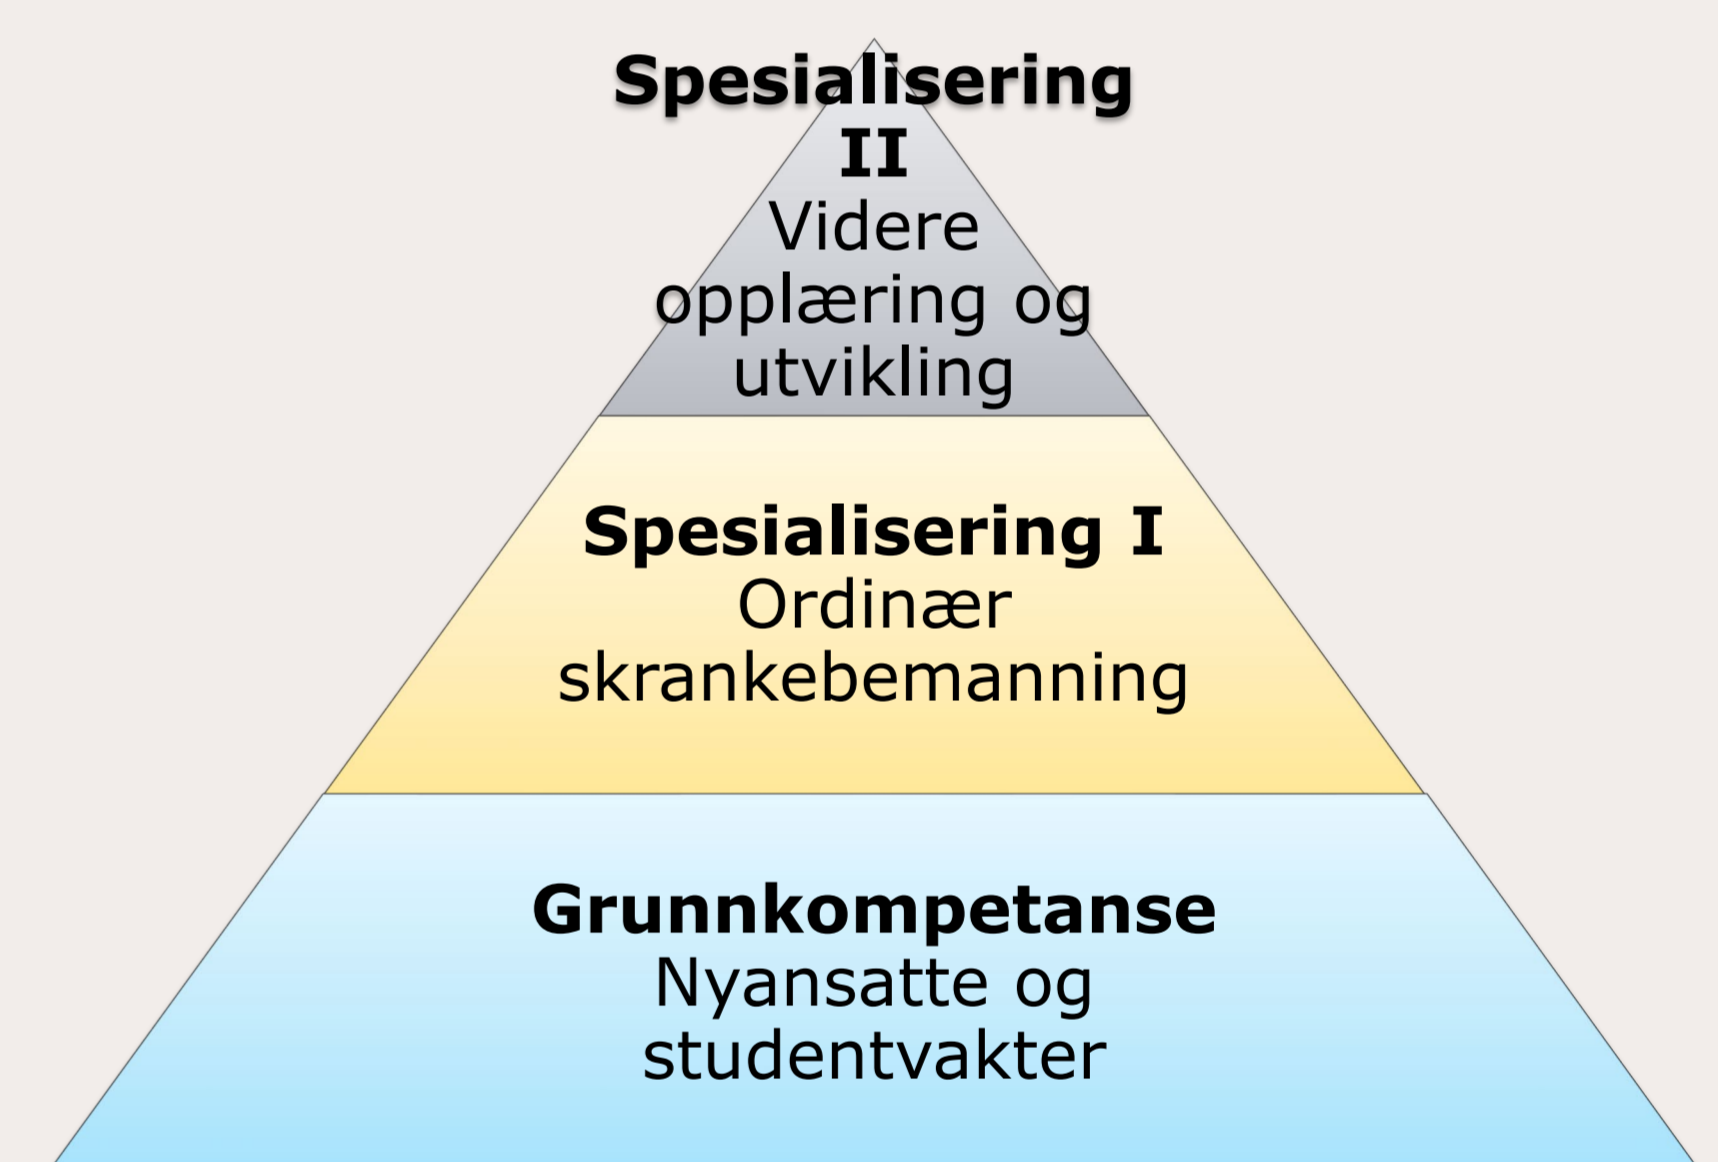 Spesialisering
II
Videre
opplæring og
utvikling
Spesialisering I
Ordinær
skrankebemanning
Grunnkompetanse
Nyansatte og
studentvakter